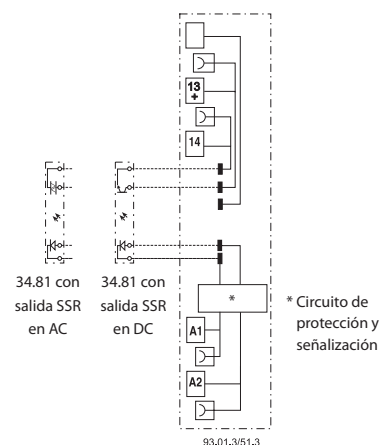 13
+
14
34.81 con
salida SSR
en AC
34.81 con
salida SSR
en DC
*
* Circuito de
protección y
señalización
A1
A2
93.01.3/51.3